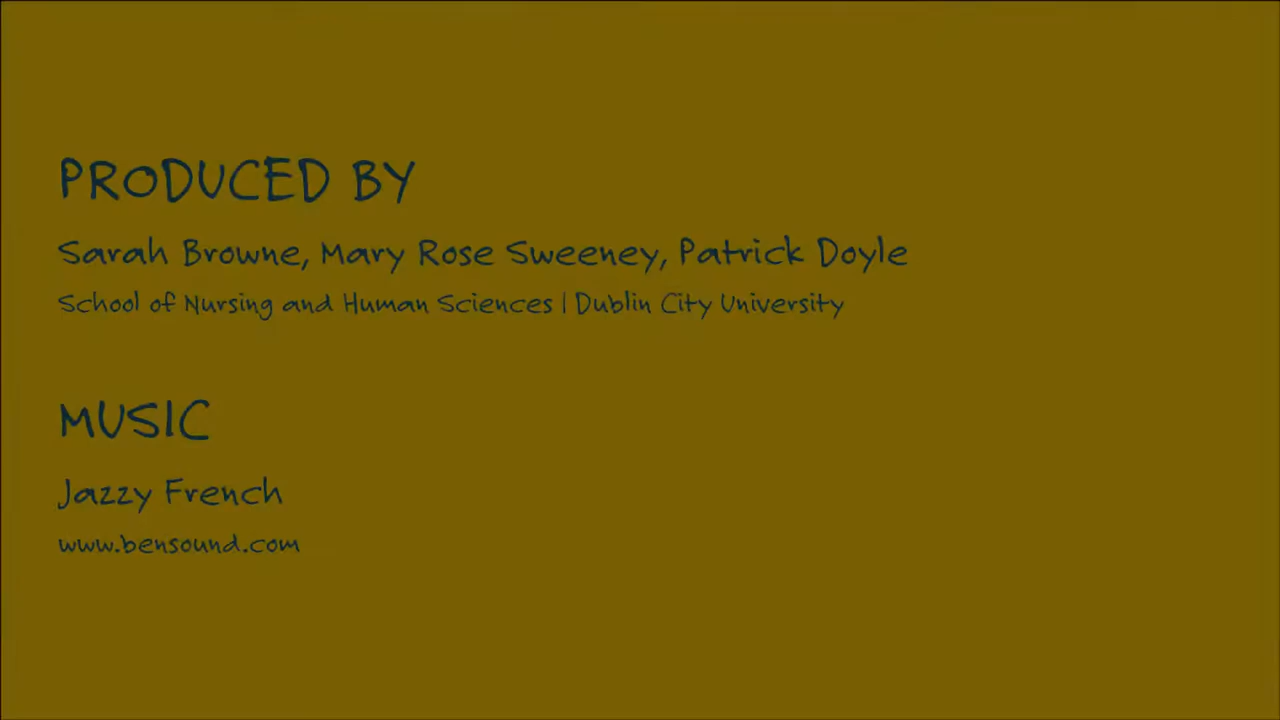 PRODUCED BY
Sarah Browne, Mary Rose Sweeney, Patrick Doyle
School of Nursing and Human Sciences | Dublin City University
MUSIC
Jazzy French
www.bensound.com